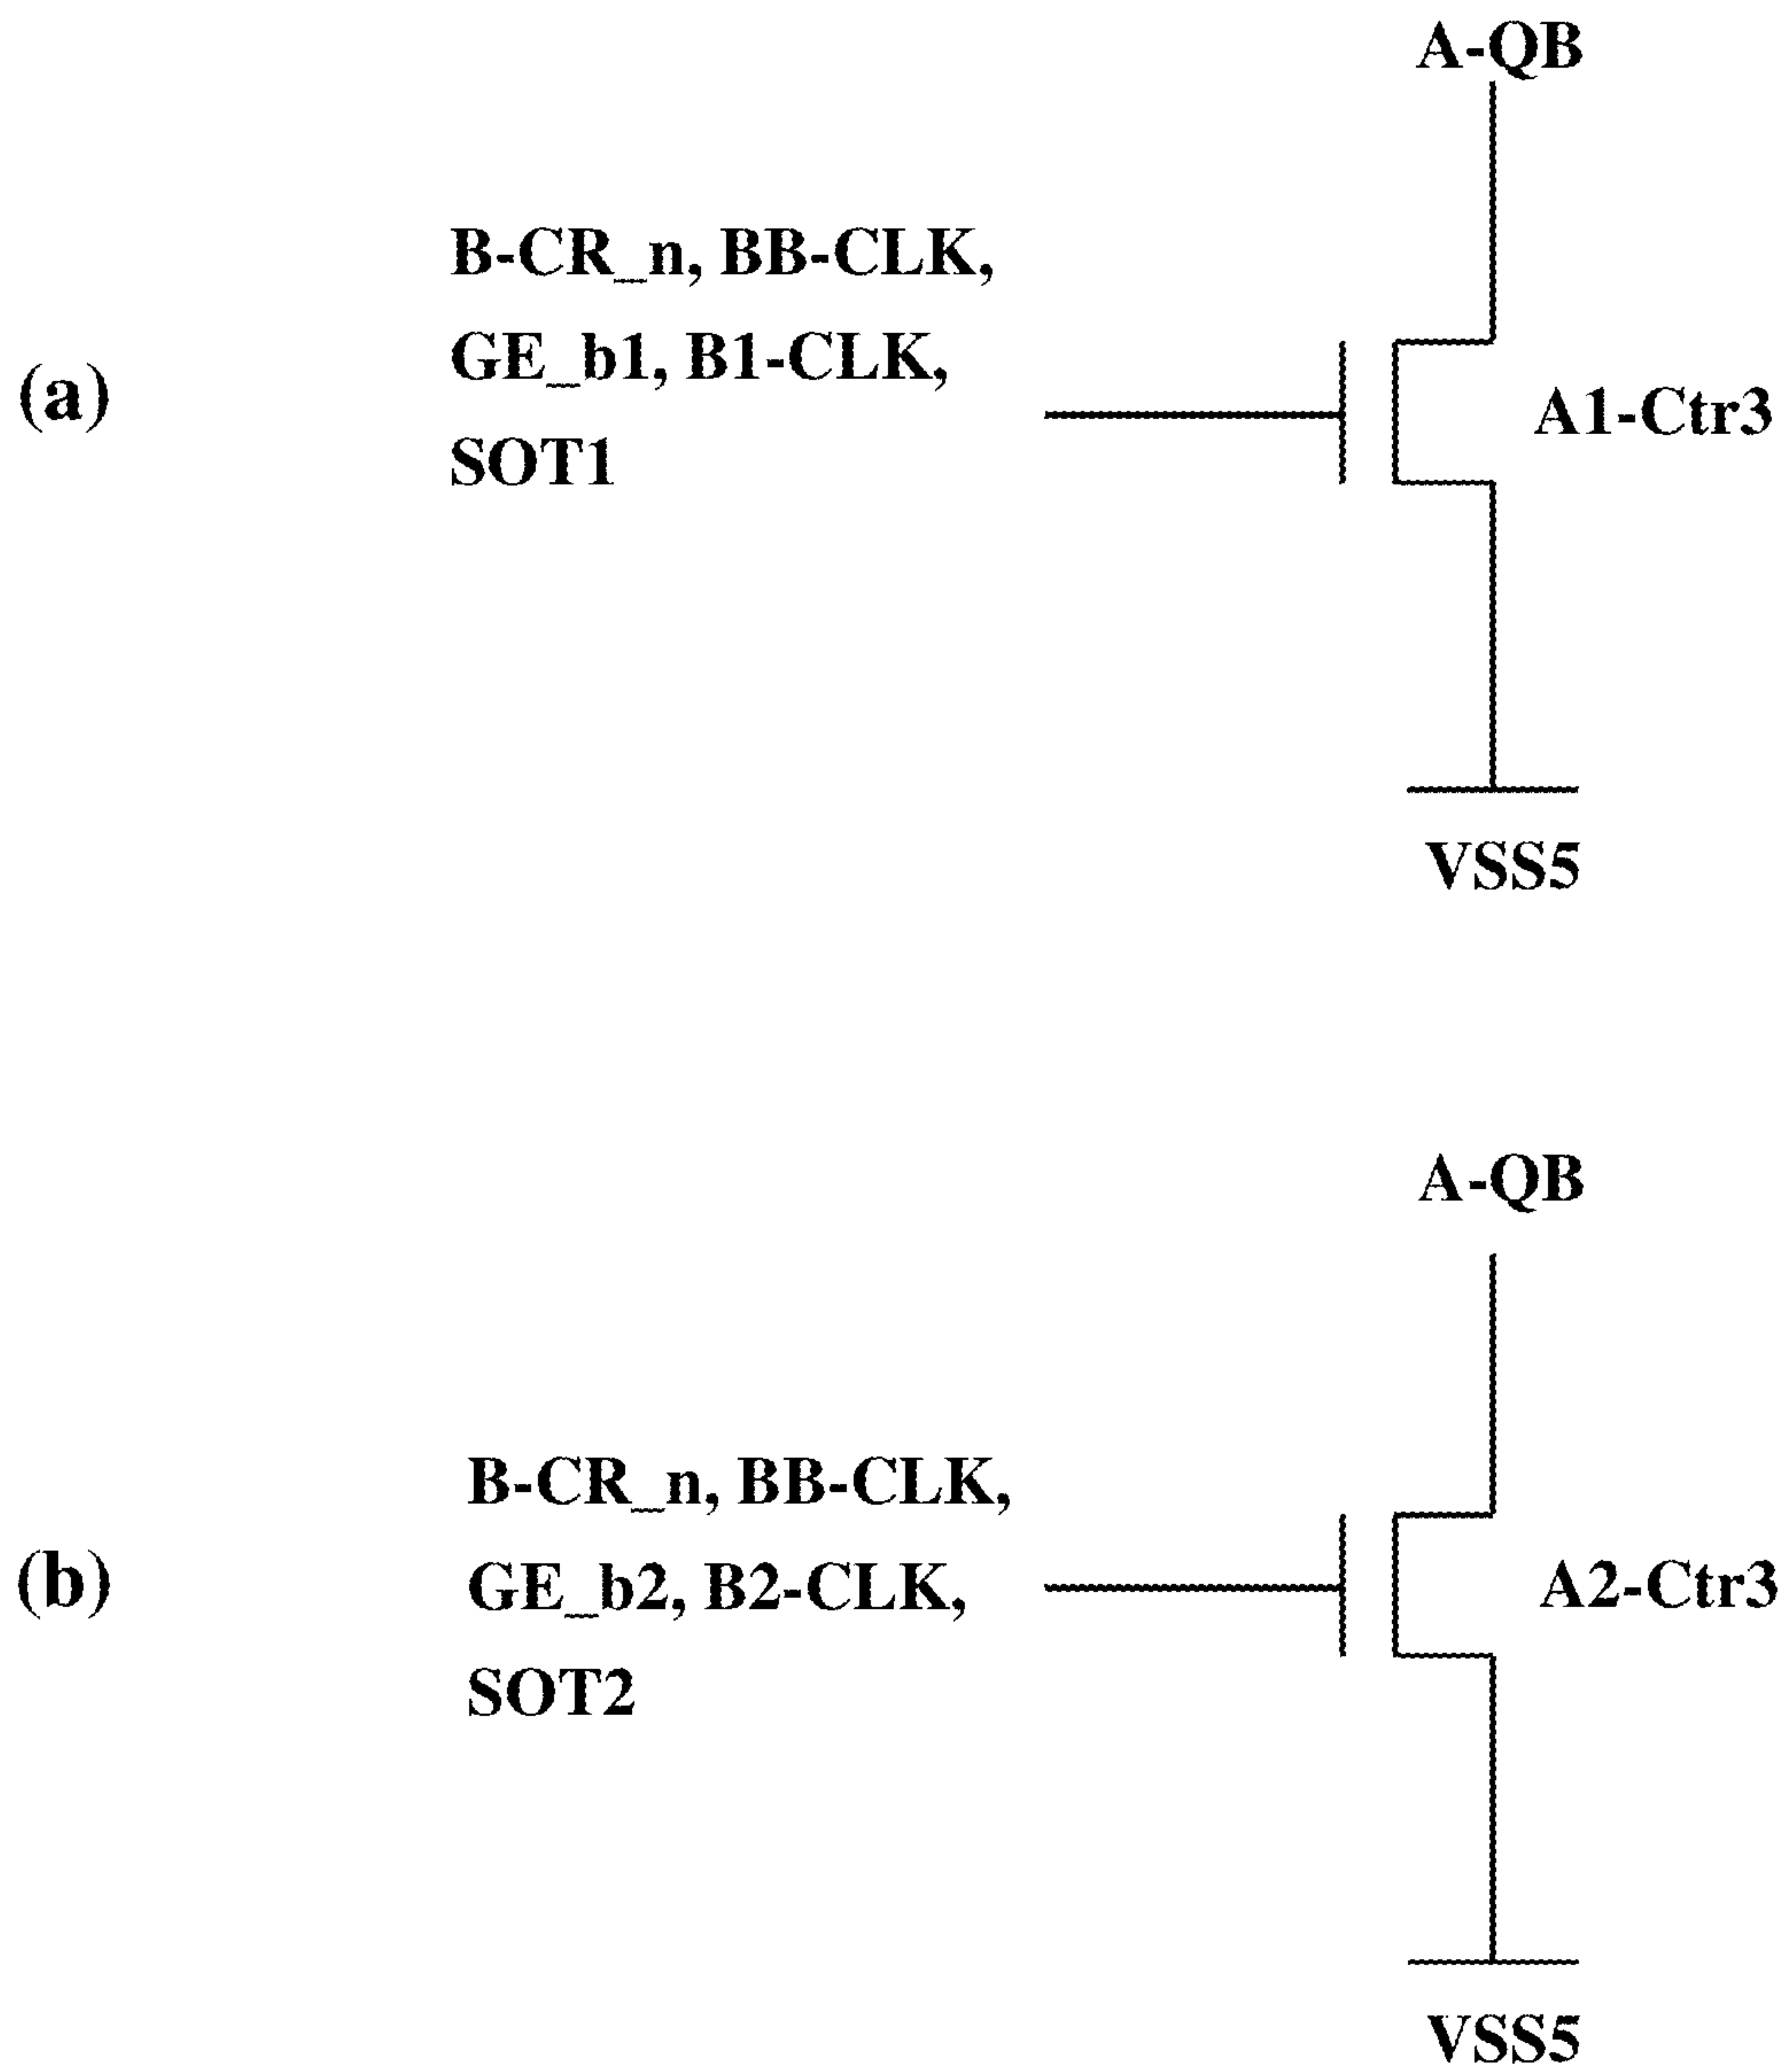 A-QB
B-CR_n, BB-CLK,
GE_b1, B1-CLK,
SOT1
(a)
A1-Ctr3
VSS5
A-QB
B-CR_n, BB-CLK,
GE_b2, B2-CLK,
SOT2
(b)
A2-Ctr3
VSS5